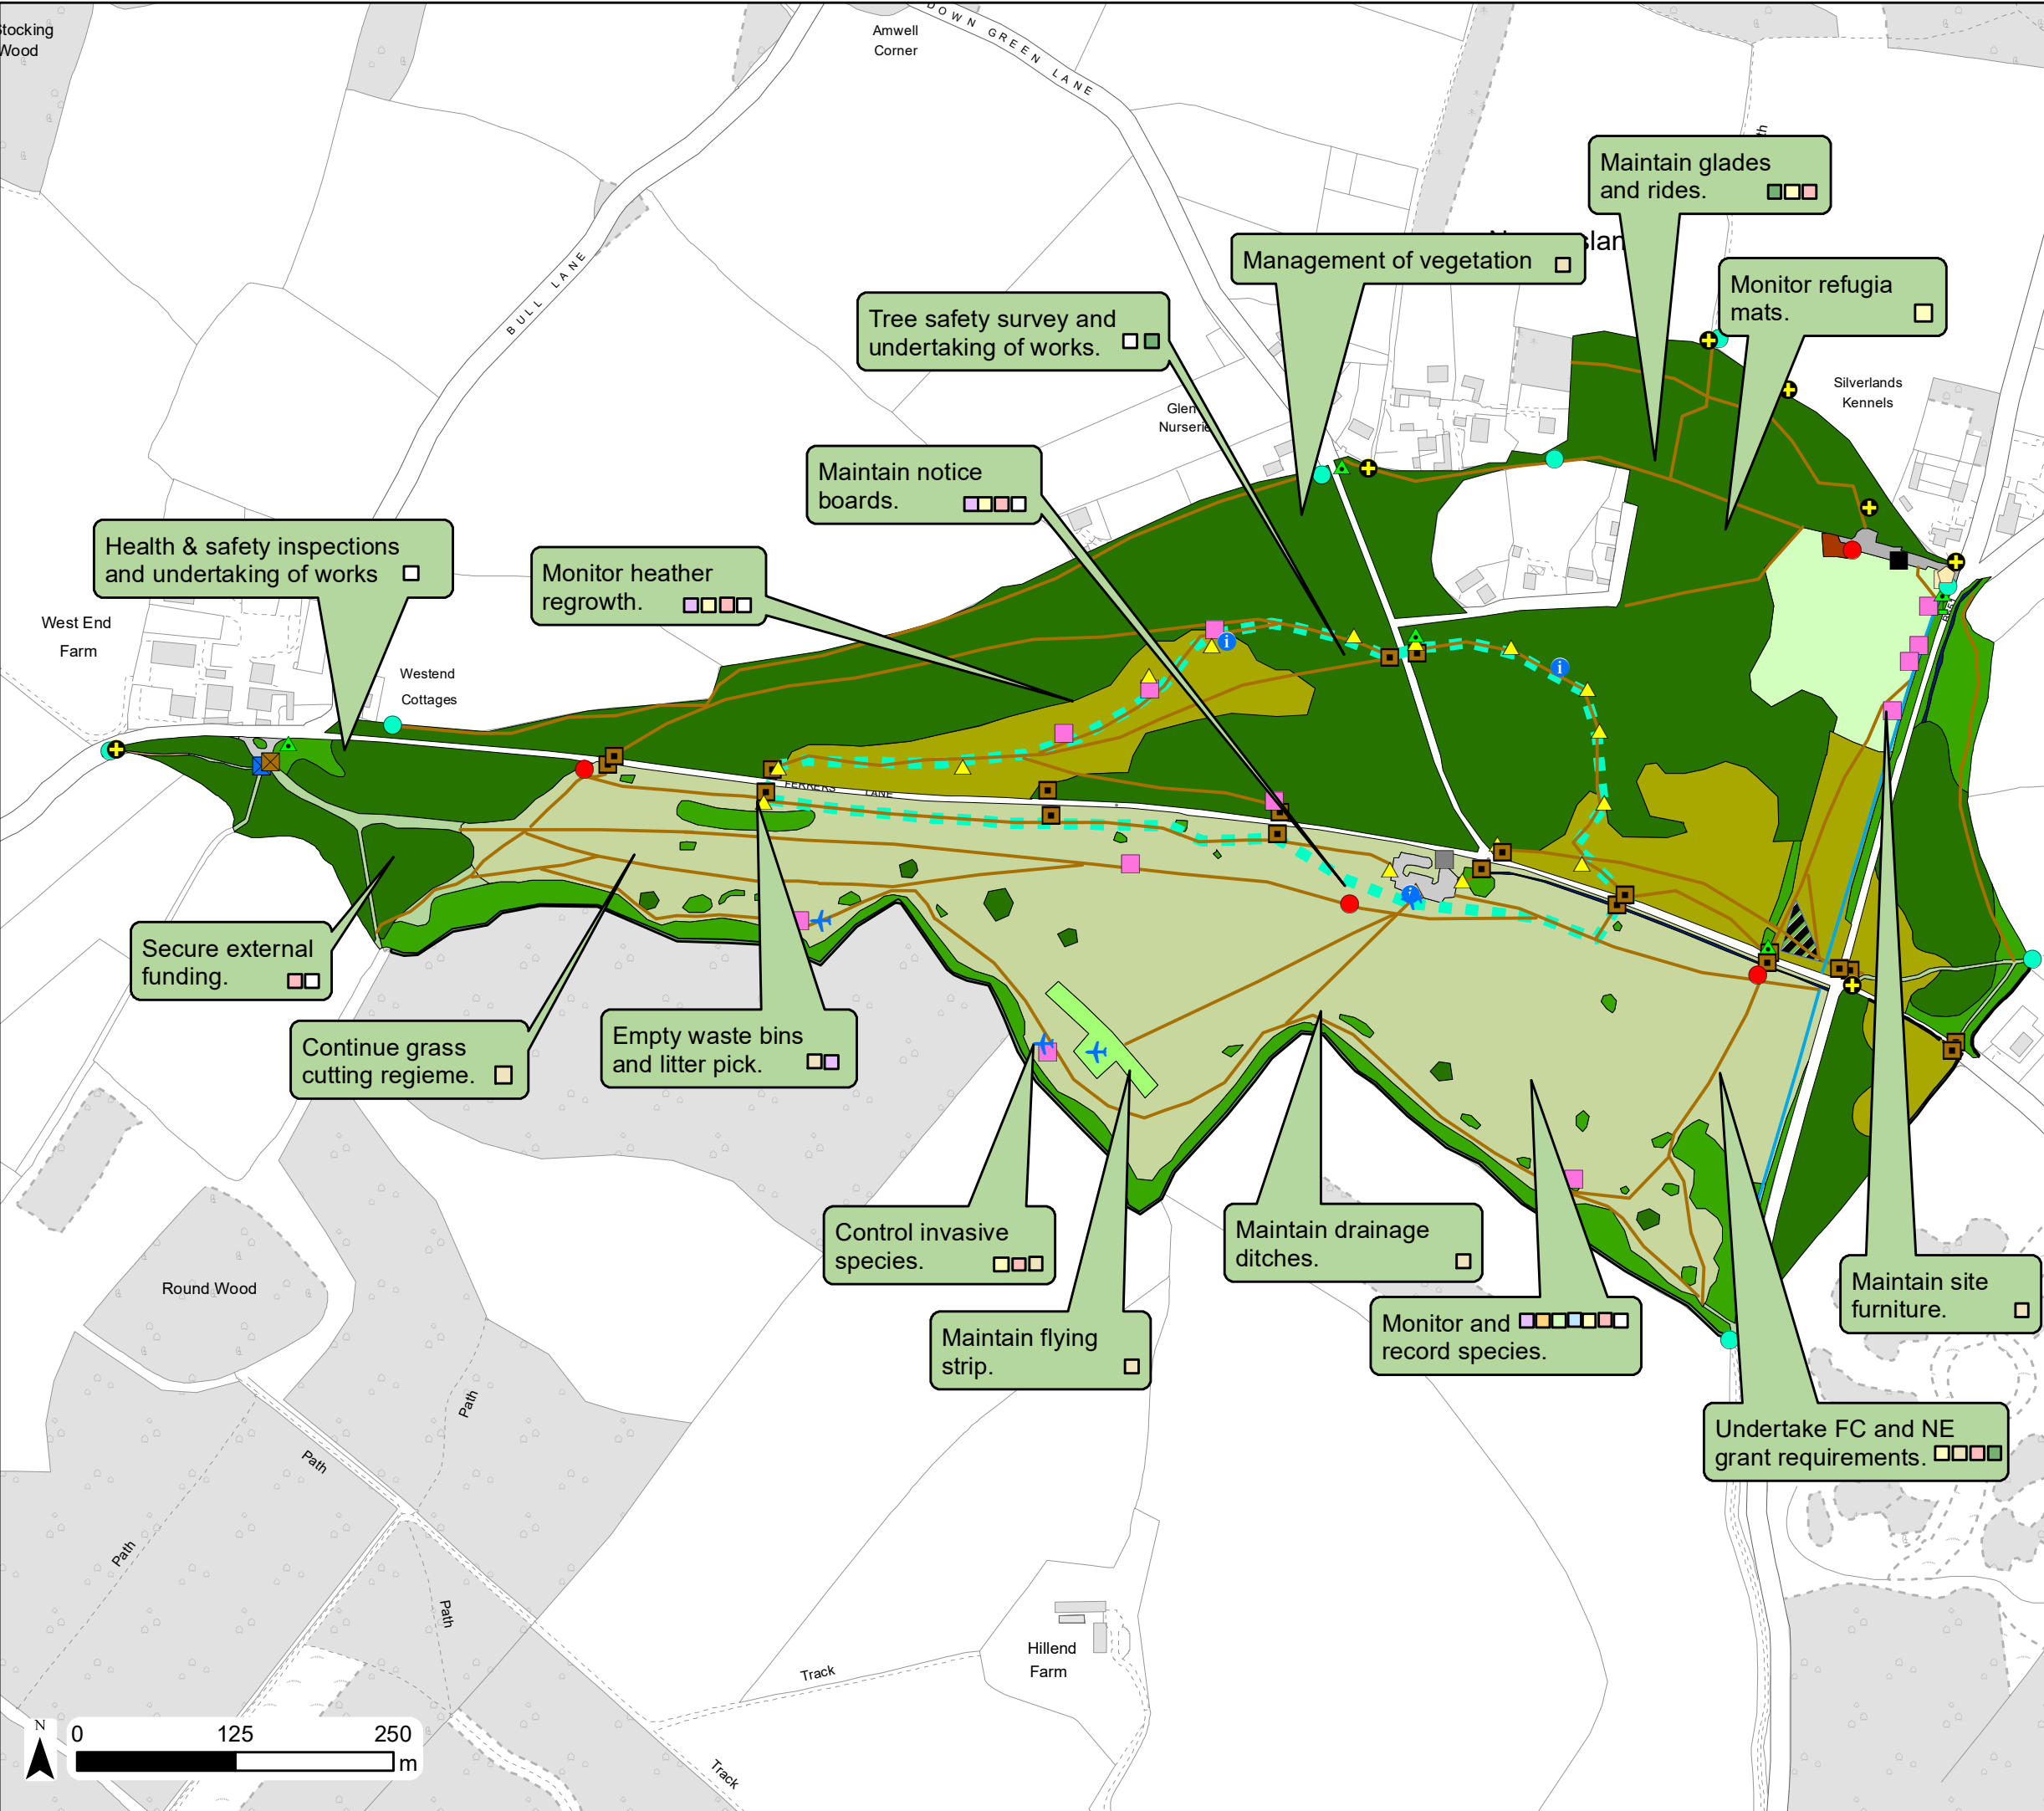 Stocking
Wood
Amwell
Corner
DOWN GREEN LANE
BULL LANE
Maintain glades
and rides.
Management of vegetation
Monitor refugia
mats.
Tree safety survey and
undertaking of works.
Silverlands
Kennels
Glen
Maintain notice
boards.
Health & safety inspections
and undertaking of works
Monitor heather
regrowth.
West End
Farm
Westend
Cottages
FERRERS LANE
Secure external
funding.
Continue grass
cutting regieme.
Empty waste bins
and litter pick.
Control invasive
species.
Maintain drainage
ditches.
Maintain site
furniture.
Round Wood
Maintain flying
strip.
Monitor and
record species.
Undertake FC and NE
grant requirements.
Path
Path
Path
Path
Hillend
Farm
Track
Track
N
0 125 250
m